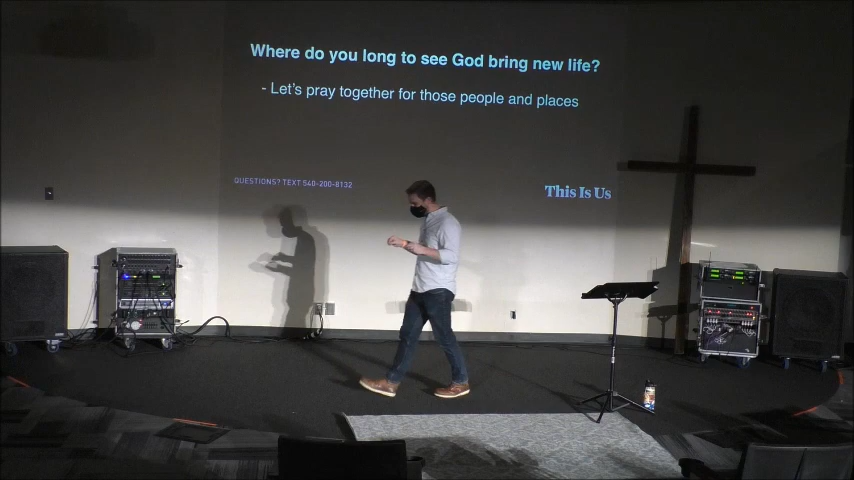 Where do you long to see God bring new life?
- Let's pray together for those people and places
QUESTIONS? TEXT 540-200-8132
This Is Us